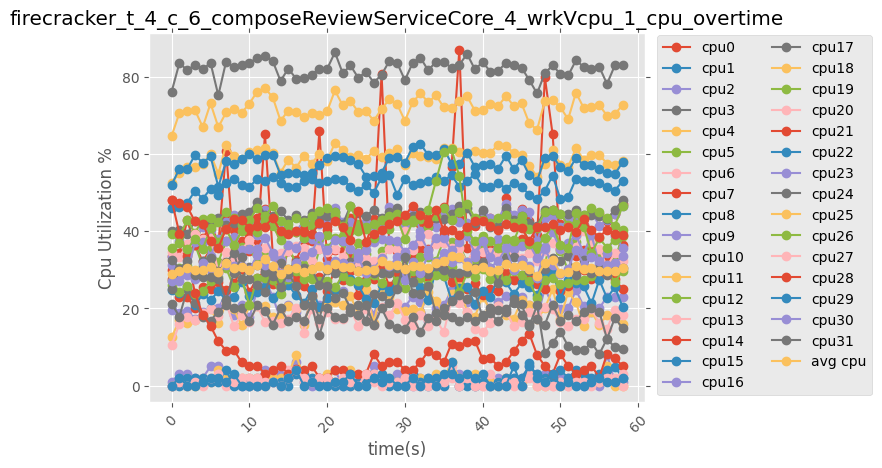 firecracker_t_4_c_6_composeReviewServiceCore_4_wrkVcpu_1_cpu_overtime
Cpu Utilization %
80
60
40
20
0
0
10
20
30
40
50
60
time(s)
cpu0
cpu1
cpu2
cpu3
cpu4
cpu5
cpu6
cpu7
cpu8
cpu9
cpu10
cpu11
cpu12
cpu13
cpu14
cpu15
cpu16
cpu17
cpu18
cpu19
cpu20
cpu21
cpu22
cpu23
cpu24
cpu25
cpu26
cpu27
cpu28
cpu29
cpu30
cpu31
avg cpu